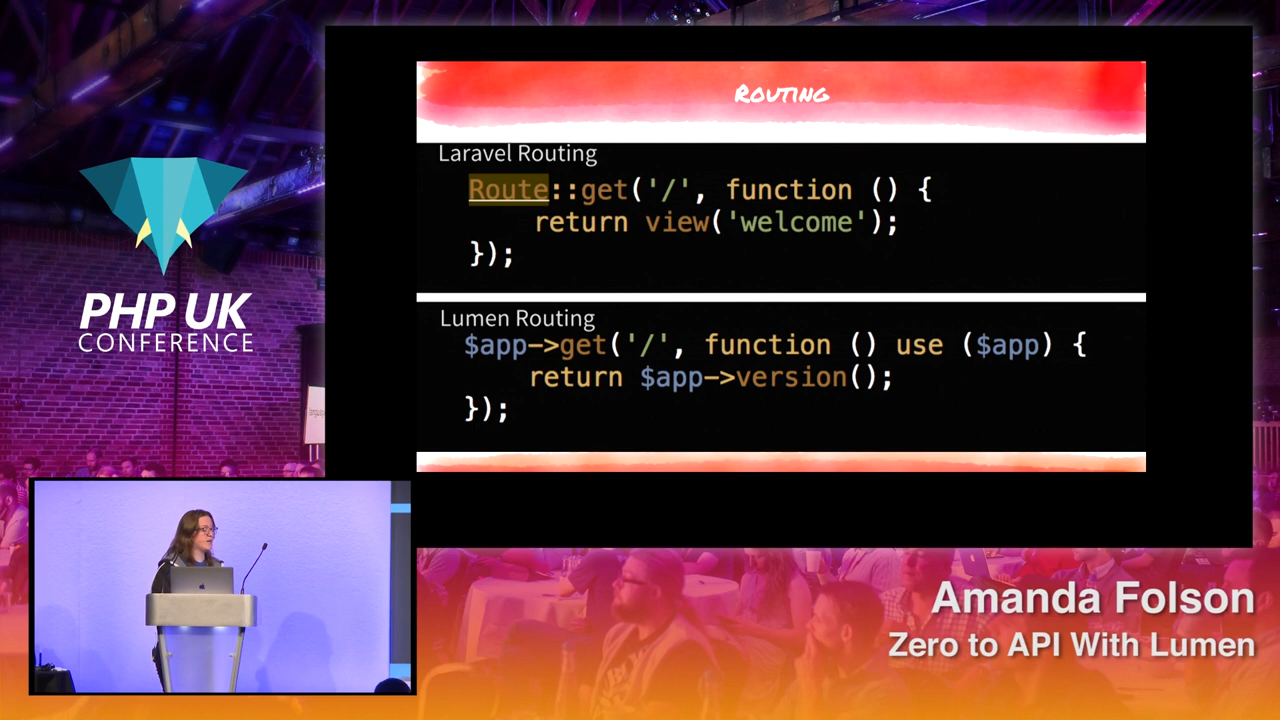 Routing
Laravel Routing
Route::get('/', function () {
return view('welcome');
});
Lumen Routing
$app->get('/', function () use ($app) {
return $app->version();
});
PHP UK
CONFERENCE
Amanda Folson
Zero to API With Lumen